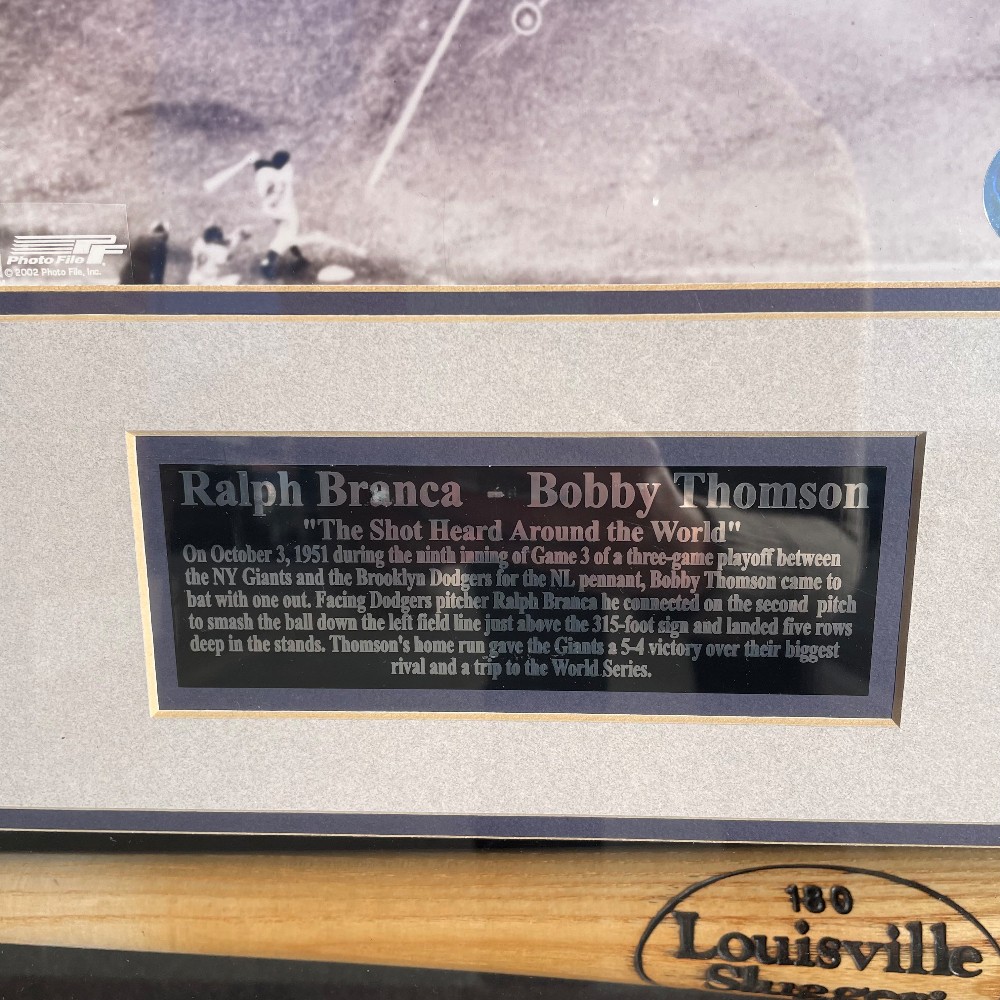 PF
Photo File
© 2002 Photo File, Inc.
Ralph Branca - Bobby Thomson
"The Shot Heard Around the World"
On October 3, 1951 during the ninth inning of Game 3 of a three-game playoff between
the NY Giants and the Brooklyn Dodgers for the NL pennant, Bobby Thomson came to
bat with one out. Facing Dodgers pitcher Ralph Branca he connected on the second pitch
to smash the ball down the left field line just above the 315-foot sign and landed five rows
deep in the stands. Thomson's home run gave the Giants a 5-4 victory over their biggest
rival and a trip to the World Series.
180
Louisville
Slugger